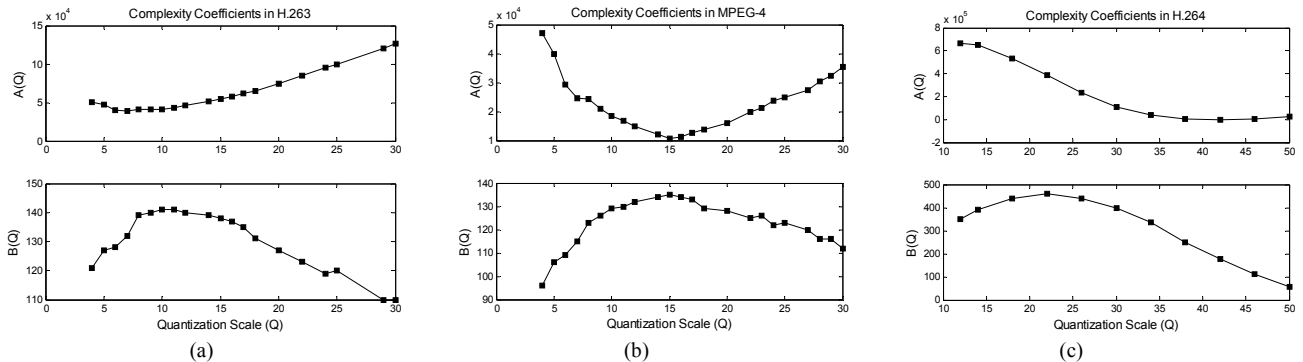 Complexity Coefficients in H.263
x 10^4
15
10
5
0
A(Q)
0 5 10 15 20 25 30
150
140
130
120
110
B(Q)
0 5 10 15 20 25 30
Quantization Scale (Q)
(a)
Complexity Coefficients in MPEG-4
x 10^4
5
4
3
2
1
A(Q)
0 5 10 15 20 25 30
140
130
120
110
100
90
B(Q)
0 5 10 15 20 25 30
Quantization Scale (Q)
(b)
Complexity Coefficients in H.264
x 10^5
8
6
4
2
0
-2
A(Q)
10 15 20 25 30 35 40 45 50
500
400
300
200
100
0
B(Q)
10 15 20 25 30 35 40 45 50
Quantization Scale (Q)
(c)